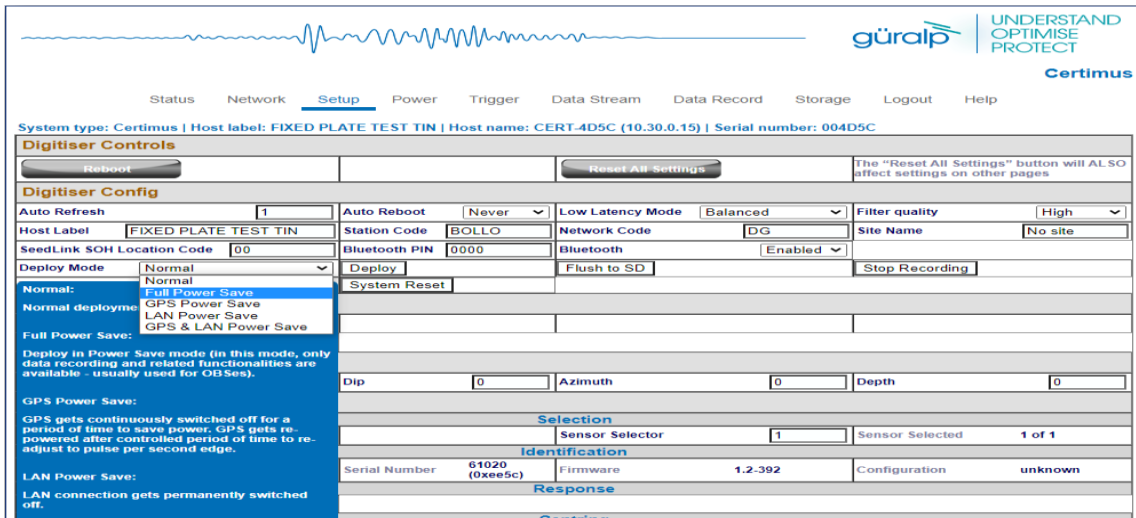 güralp
UNDERSTAND
OPTIMISE
PROTECT
Certimus
Status Network Setup Power Trigger Data Stream Data Record Storage Logout Help
System type: Certimus | Host label: FIXED PLATE TEST TIN | Host name: CERT-4D5C (10.30.0.15) | Serial number: 004D5C
Digitiser Controls
Reboot Reset All Settings The "Reset All Settings" button will ALSO
affect settings on other pages
Digitiser Config
Auto Refresh 1 Auto Reboot Never Low Latency Mode Balanced Filter quality High
Host Label FIXED PLATE TEST TIN Station Code BOLLO Network Code DG Site Name No site
SeedLink SOH Location Code 00 Bluetooth PIN 0000 Bluetooth Enabled
Deploy Mode Normal Deploy Flush to SD Stop Recording
Normal
Full Power Save
GPS Power Save
LAN Power Save
GPS & LAN Power Save
System Reset
Normal:
Normal deployme
Full Power Save:
Deploy in Power Save mode (in this mode, only
data recording and related functionalities are
available - usually used for OBSes).
GPS Power Save:
GPS gets continuously switched off for a
period of time to save power. GPS gets re-
powered after controlled period of time to re-
adjust to pulse per second edge.
LAN Power Save:
LAN connection gets permanently switched
off.
Dip 0 Azimuth 0 Depth 0
Selection
Sensor Selector 1 Sensor Selected 1 of 1
Identification
Serial Number 61020 (0xee5c) Firmware 1.2-392 Configuration unknown
Response